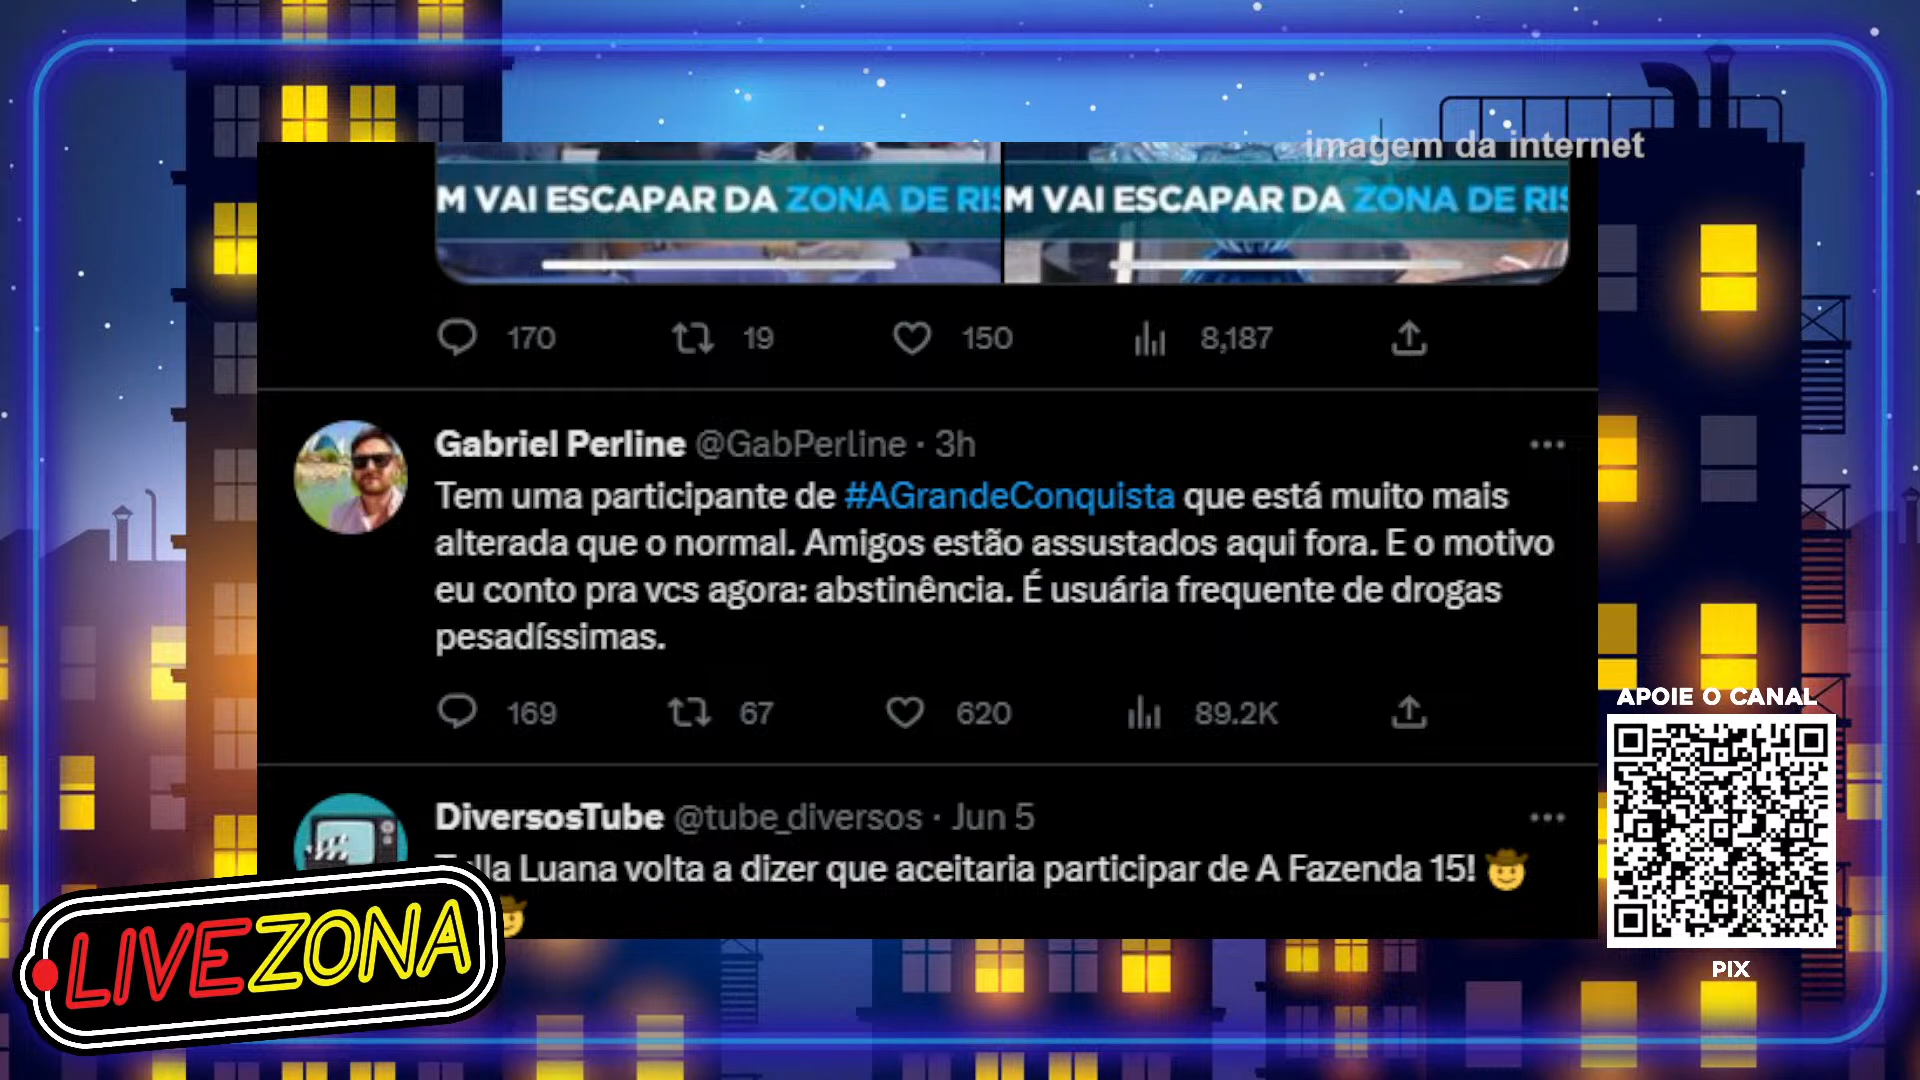 imagem da internet
M VAI ESCAPAR DA ZONA DE RIS
M VAI ESCAPAR DA ZONA DE RIS
170 19 150 8,187
Gabriel Perline @GabPerline · 3h
Tem uma participante de #AGrandeConquista que está muito mais
alterada que o normal. Amigos estão assustados aqui fora. E o motivo
eu conto pra vcs agora: abstinência. É usuária frequente de drogas
pesadíssimas.
169 67 620 89.2K
DiversosTube @tube_diversos · Jun 5
Luana volta a dizer que aceitaria participar de A Fazenda 15! 🤠
🤠
APOIE O CANAL
PIX
LIVEZONA